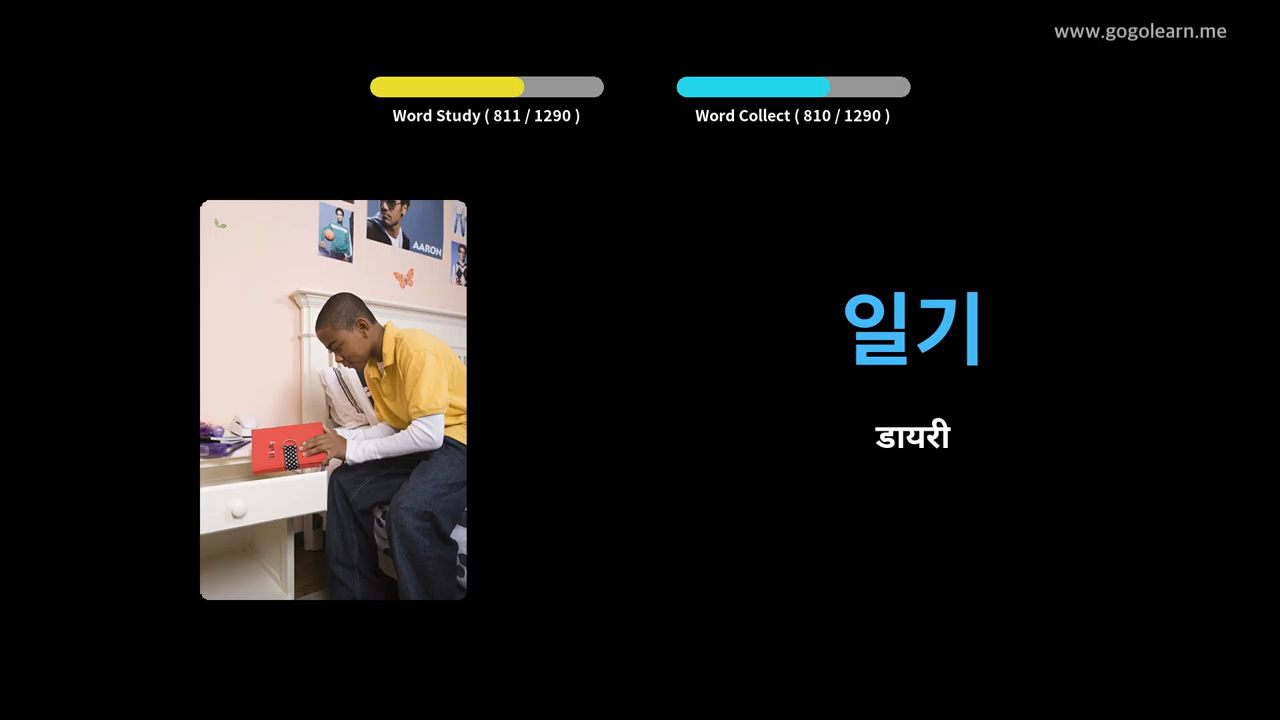 www.gogolearn.me
Word Study ( 811 / 1290 )
Word Collect ( 810 / 1290 )
AARON
일기
डायरी